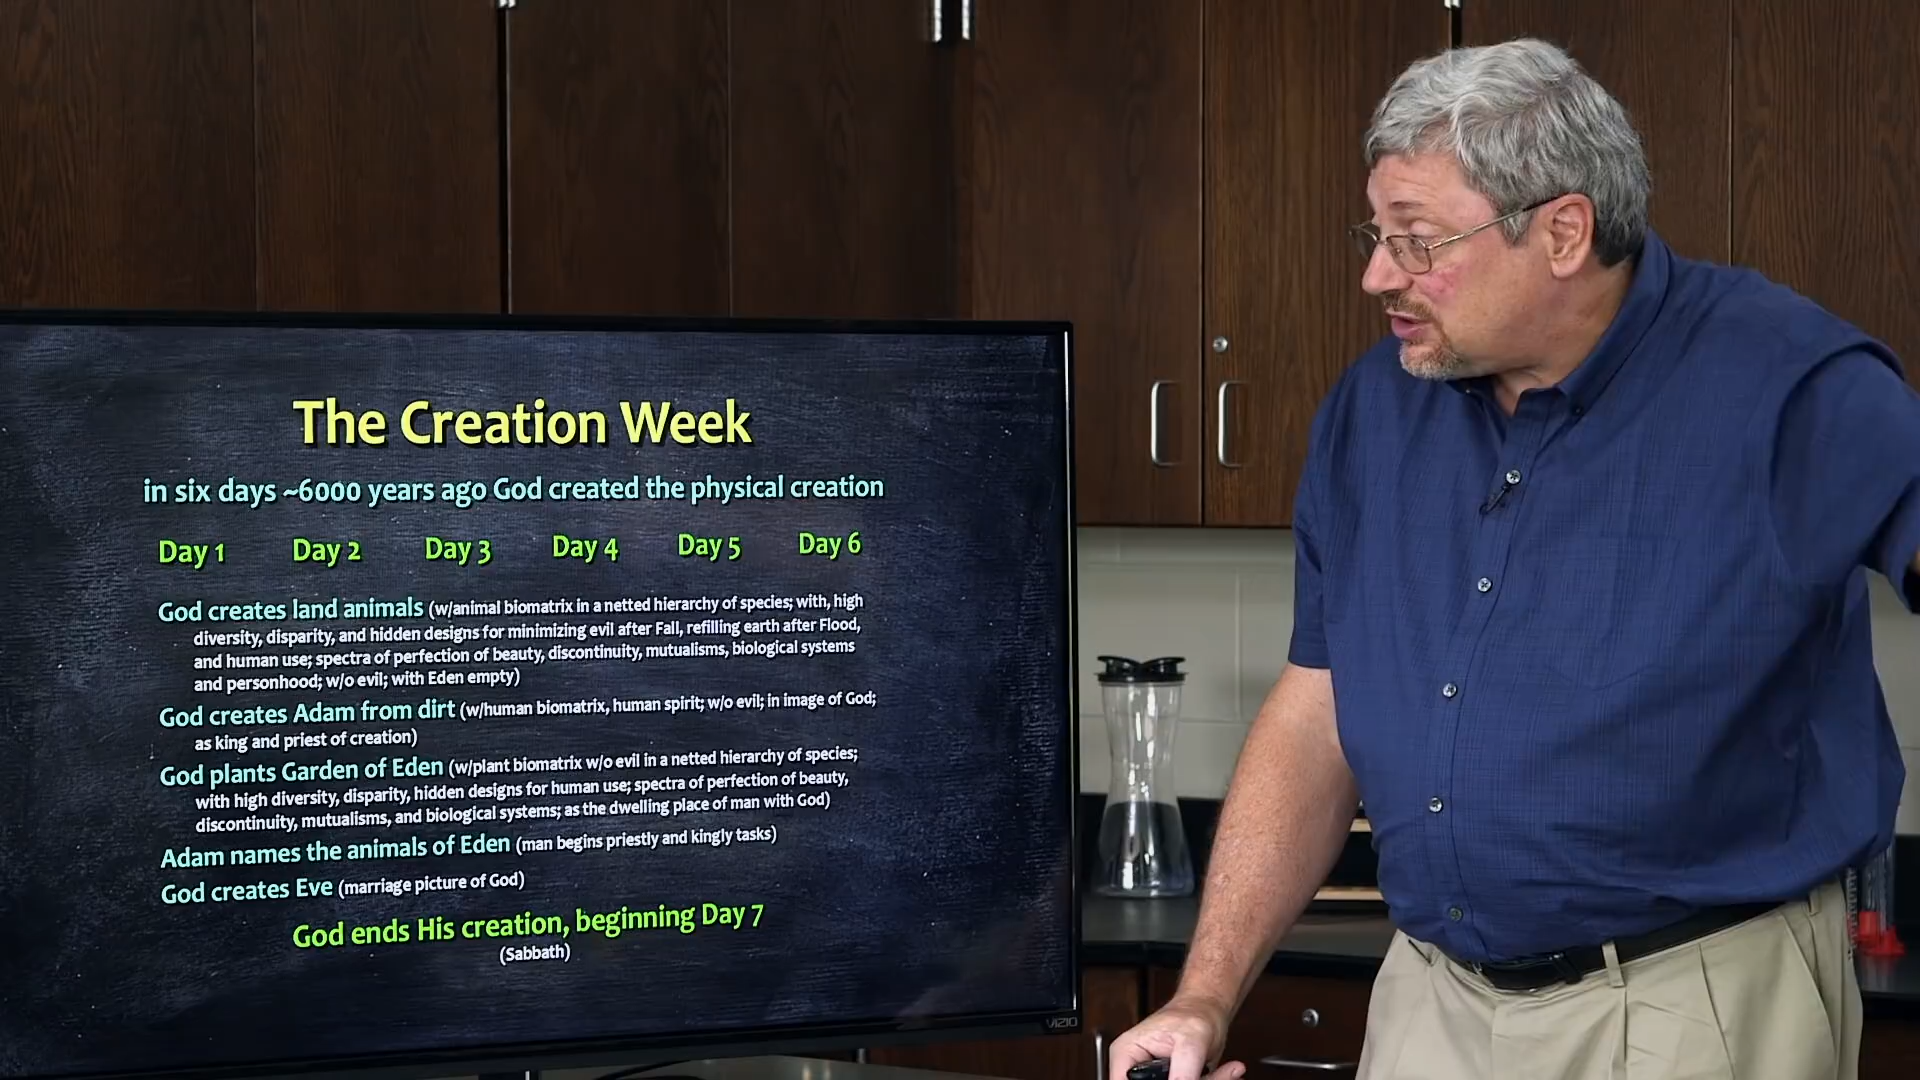 The Creation Week
in six days ~6000 years ago God created the physical creation
Day 1 Day 2 Day 3 Day 4 Day 5 Day 6
God creates land animals (w/animal biomatrix in a netted hierarchy of species; with, high
diversity, disparity, and hidden designs for minimizing evil after Fall, refilling earth after Flood,
and human use; spectra of perfection of beauty, discontinuity, mutualisms, biological systems
and personhood; w/o evil; with Eden empty)
God creates Adam from dirt (w/human biomatrix, human spirit; w/o evil; in image of God;
as king and priest of creation)
God plants Garden of Eden (w/plant biomatrix w/o evil in a netted hierarchy of species;
with high diversity, disparity, hidden designs for human use; spectra of perfection of beauty,
discontinuity, mutualisms, and biological systems; as the dwelling place of man with God)
Adam names the animals of Eden (man begins priestly and kingly tasks)
God creates Eve (marriage picture of God)
God ends His creation, beginning Day 7
(Sabbath)
VIZIO